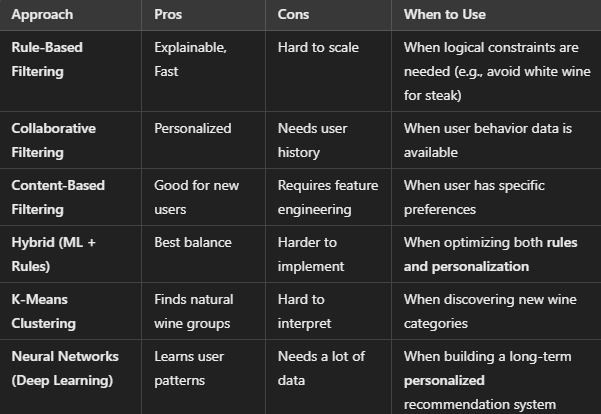 Approach Pros Cons When to Use
Rule-Based Explainable, Hard to scale When logical constraints are
Filtering Fast needed (e.g., avoid white wine
for steak)
Collaborative Personalized Needs user When user behavior data is
Filtering history available
Content-Based Good for new Requires feature When user has specific
Filtering users engineering preferences
Hybrid (ML + Best balance Harder to When optimizing both rules
Rules) implement and personalization
K-Means Finds natural Hard to When discovering new wine
Clustering wine groups interpret categories
Neural Networks Learns user Needs a lot of When building a long-term
(Deep Learning) patterns data personalized
recommendation system